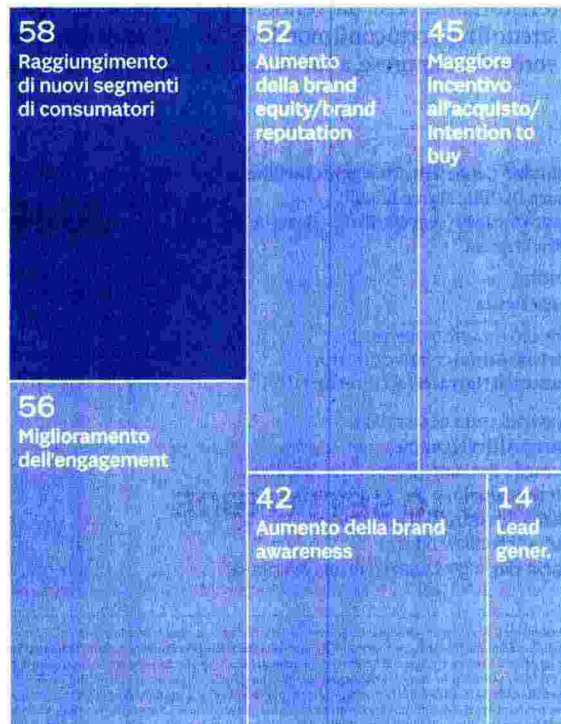 58
Raggiungimento
di nuovi segmenti
di consumatori
52
Aumento
della brand
equity/brand
reputation
45
Maggiore
incentivo
all'acquisto/
Intention to
buy
56
Miglioramento
dell'engagement
42
Aumento della brand
awareness
14
Lead
gener.